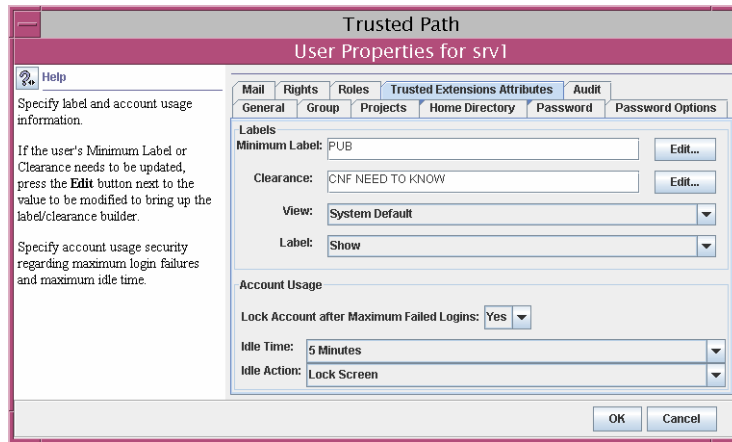 Trusted Path
User Properties for srv1
Help
Specify label and account usage
information.
If the user's Minimum Label or
Clearance needs to be updated,
press the Edit button next to the
value to be modified to bring up the
label/clearance builder.
Specify account usage security
regarding maximum login failures
and maximum idle time.
Mail Rights Roles Trusted Extensions Attributes Audit
General Group Projects Home Directory Password Password Options
Labels
Minimum Label: PUB Edit...
Clearance: CNF NEED TO KNOW Edit...
View: System Default
Label: Show
Account Usage
Lock Account after Maximum Failed Logins: Yes
Idle Time: 5 Minutes
Idle Action: Lock Screen
OK Cancel